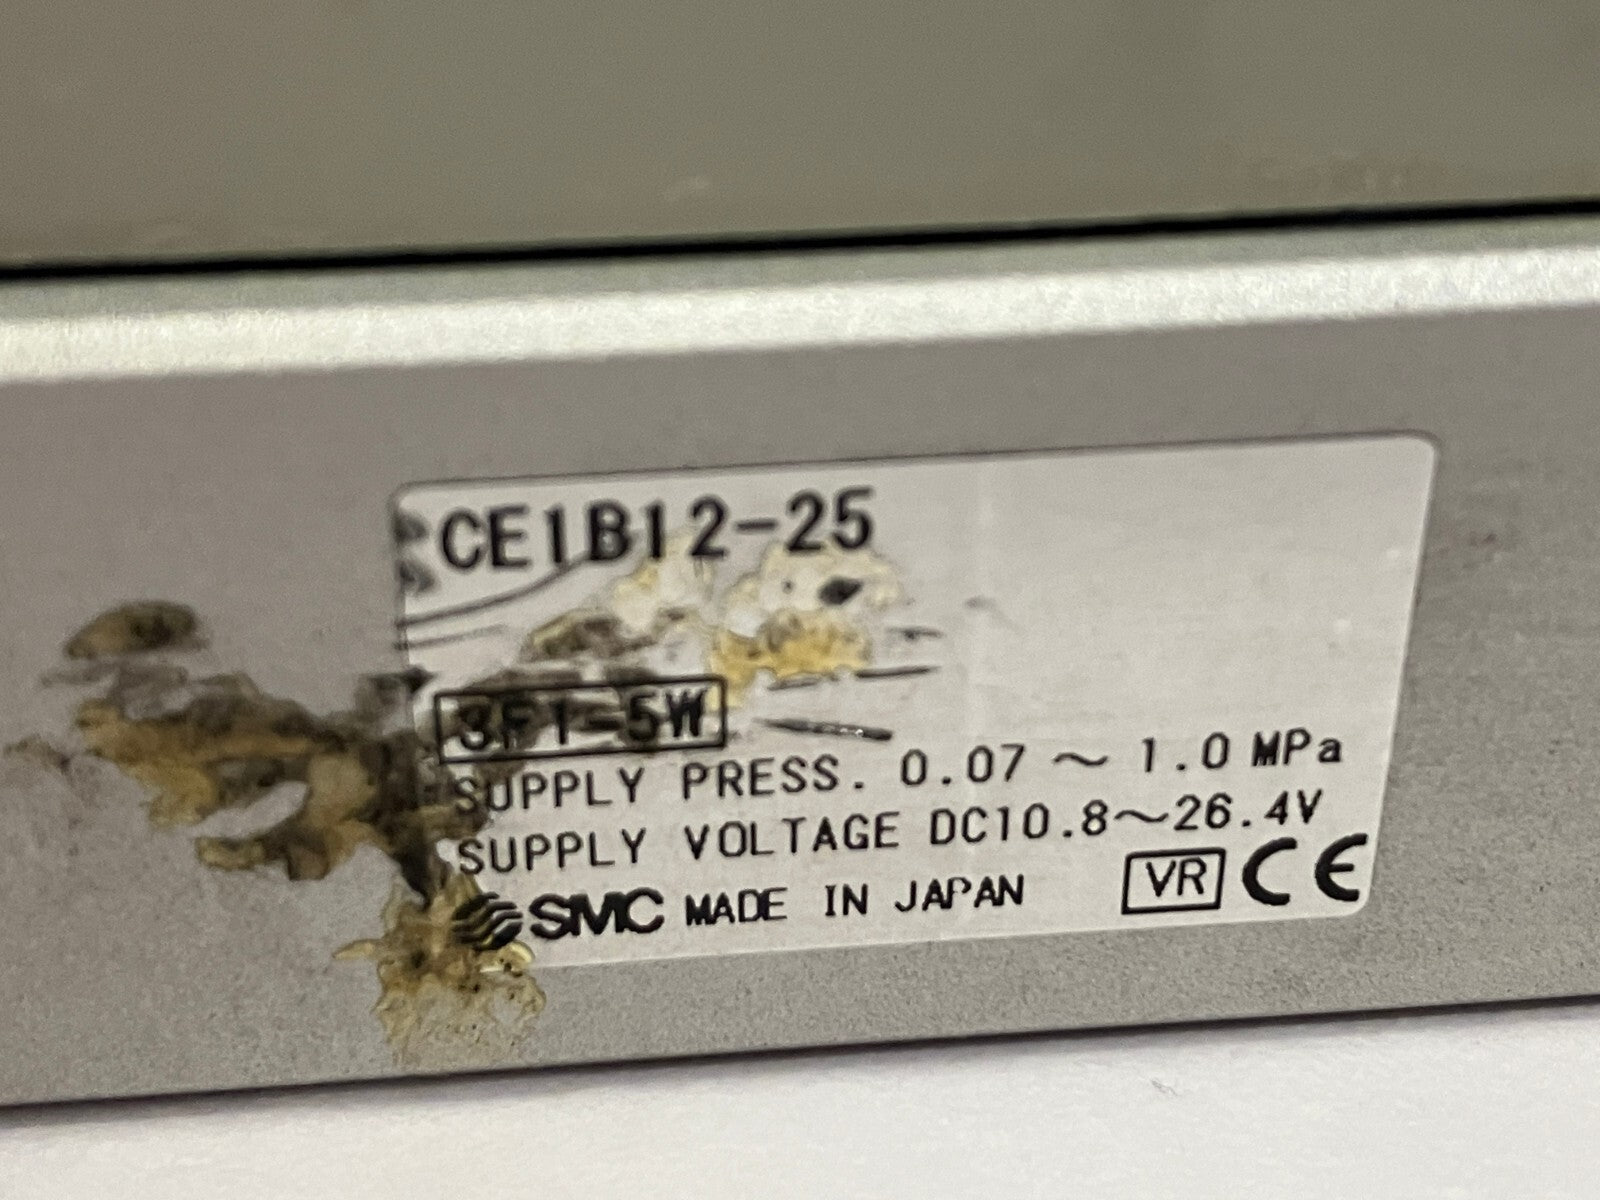 CE1B12-25
3F1-5W
SUPPLY PRESS. 0.07 ~ 1.0 MPa
SUPPLY VOLTAGE DC10.8~26.4V
SMC MADE IN JAPAN VR CE